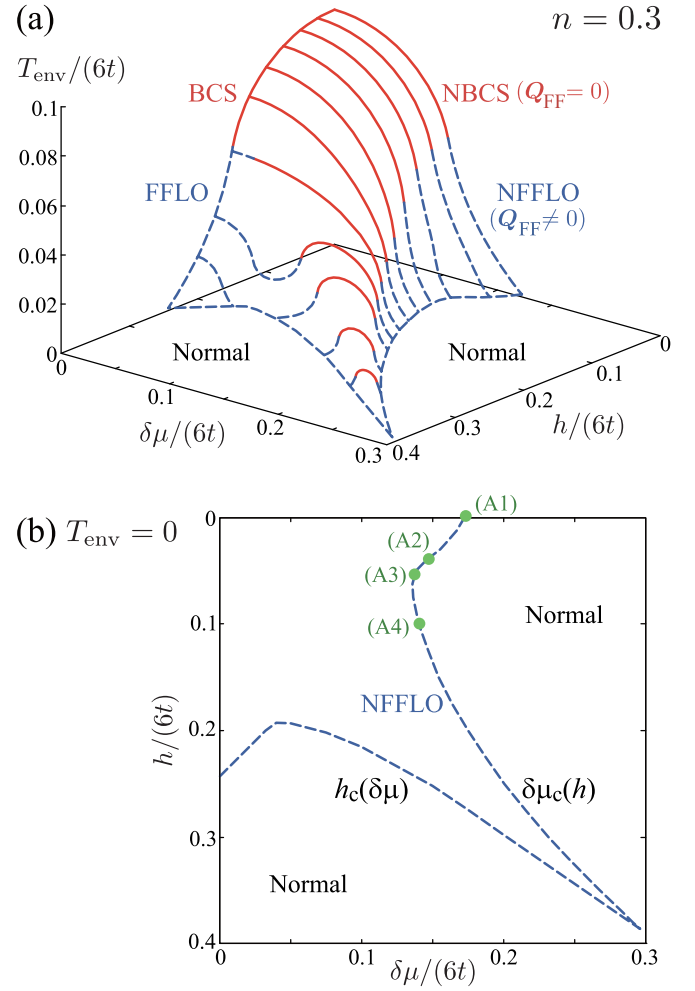 (a)
n = 0.3
T_env/(6t)
0.1
0.08
0.06
0.04
0.02
0
BCS
NBCS (Q_FF = 0)
FFLO
NFFLO
(Q_FF ≠ 0)
Normal
Normal
0
0.1
0.2
0.3
δμ/(6t)
0.4
0.3
0.2
0.1
0
h/(6t)
(b) T_env = 0
0
0.1
0.2
0.3
0.4
h/(6t)
(A1)
(A2)
(A3)
(A4)
Normal
NFFLO
h_c(δμ)
δμ_c(h)
Normal
0
0.1
0.2
0.3
δμ/(6t)